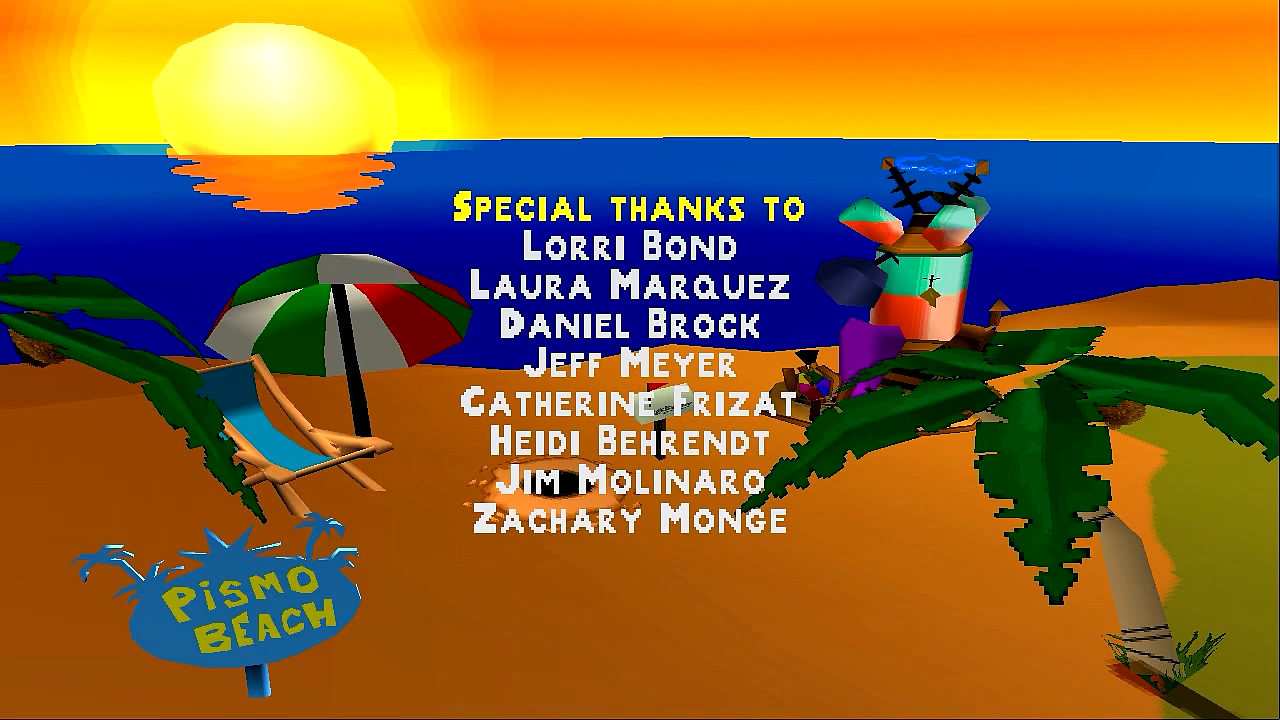 Special thanks to
Lorri Bond
Laura Marquez
Daniel Brock
Jeff Meyer
Catherine Frizat
Heidi Behrendt
Jim Molinaro
Zachary Monge
Pismo
Beach